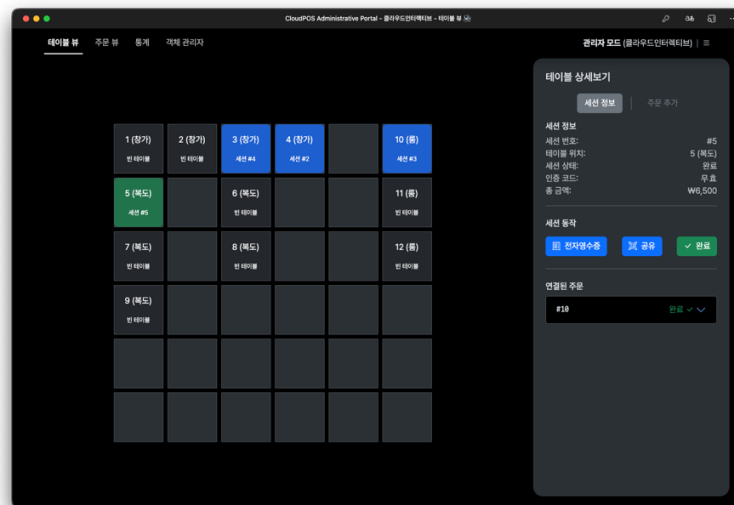 CloudPOS Administrative Portal - 클라우드인터랙티브 - 테이블 뷰
테이블 뷰 주문 뷰 통계 객체 관리자
관리자 모드 (클라우드인터렉티브) | ≡
1 (창가) 2 (창가) 3 (창가) 4 (창가) 10 (룸)
빈 테이블 빈 테이블 세션 #4 세션 #2 세션 #3
5 (복도) 6 (복도) 11 (룸)
세션 #5 빈 테이블 빈 테이블
7 (복도) 8 (복도) 12 (룸)
빈 테이블 빈 테이블 빈 테이블
9 (복도)
빈 테이블
테이블 상세보기
세션 정보 주문 추가
세션 정보
세션 번호: #5
테이블 위치: 5 (복도)
세션 상태: 완료
인증 코드: 무효
총 금액: ₩6,500
세션 동작
전자영수증 공유 ✓ 완료
연결된 주문
#10 완료 ✓